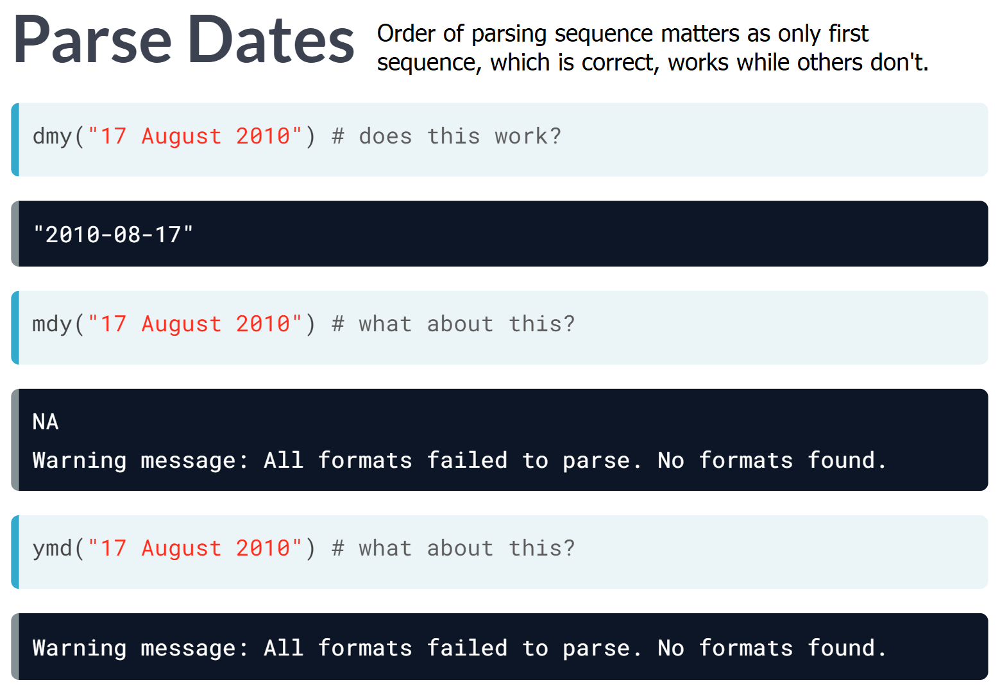 Parse Dates
Order of parsing sequence matters as only first
sequence, which is correct, works while others don't.
dmy("17 August 2010") # does this work?
"2010-08-17"
mdy("17 August 2010") # what about this?
NA
Warning message: All formats failed to parse. No formats found.
ymd("17 August 2010") # what about this?
Warning message: All formats failed to parse. No formats found.